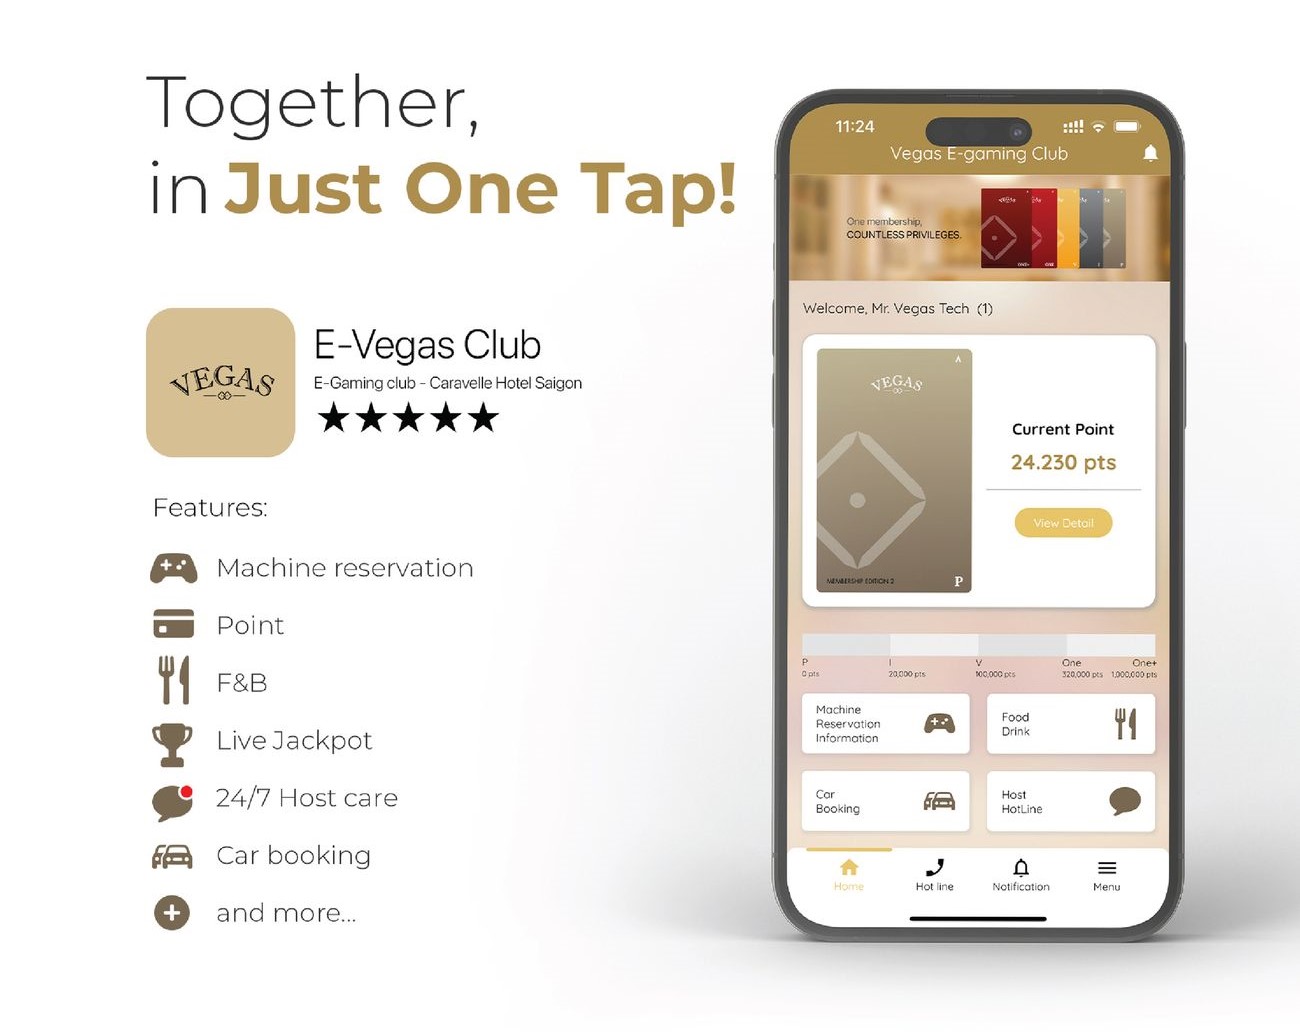 Together,
in Just One Tap!
VEGAS
E-Vegas Club
E-Gaming club - Caravelle Hotel Saigon
Features:
Machine reservation
Point
F&B
Live Jackpot
24/7 Host care
Car booking
and more...
11:24
Vegas E-gaming Club
One membership,
COUNTLESS PRIVILEGES.
Welcome, Mr. Vegas Tech (1)
A
VEGAS
MEMBERSHIP EDITION 2
P
Current Point
24.230 pts
View Detail
P I V One One+
0 pts 20,000 pts 100,000 pts 320,000 pts 1,000,000 pts
Machine
Reservation
Information
Food
Drink
Car
Booking
Host
HotLine
Home Hot line Notification Menu